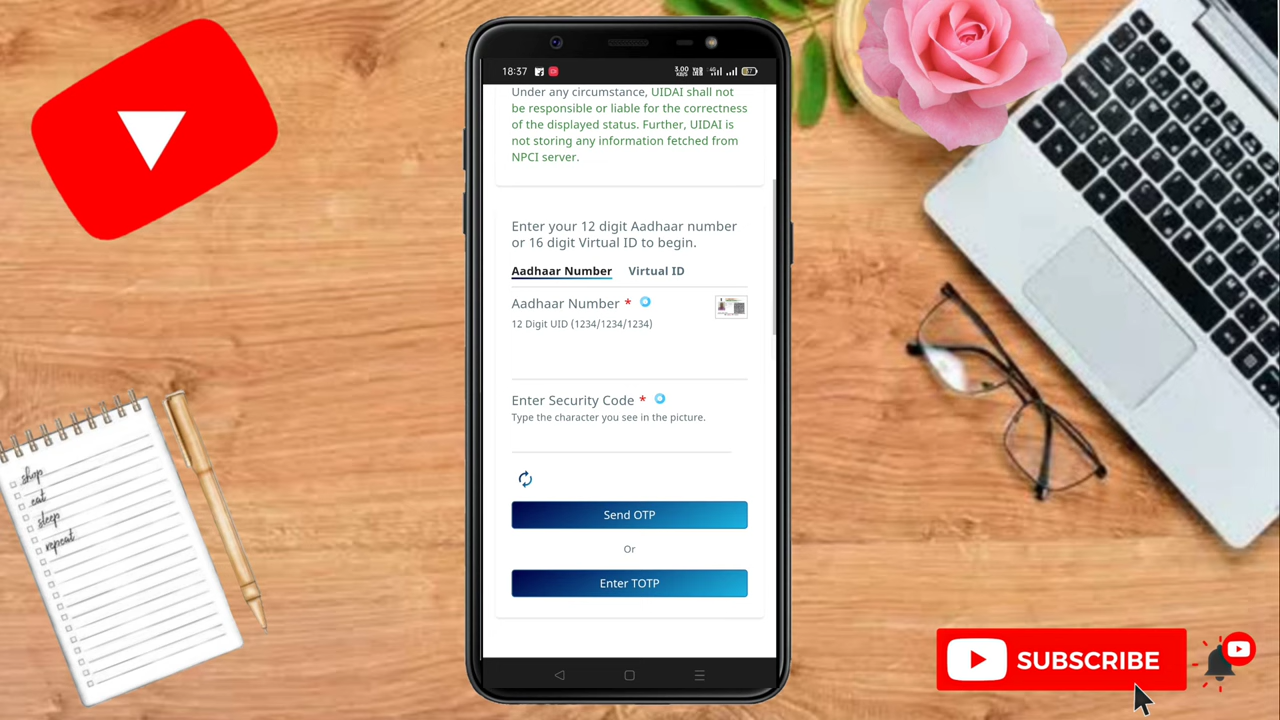 18:37
3.00
KB/S
Under any circumstance, UIDAI shall not
be responsible or liable for the correctness
of the displayed status. Further, UIDAI is
not storing any information fetched from
NPCI server.
Enter your 12 digit Aadhaar number
or 16 digit Virtual ID to begin.
Aadhaar Number Virtual ID
Aadhaar Number *
12 Digit UID (1234/1234/1234)
Enter Security Code *
Type the character you see in the picture.
Send OTP
Or
Enter TOTP
shop
eat
sleep
repeat
SUBSCRIBE